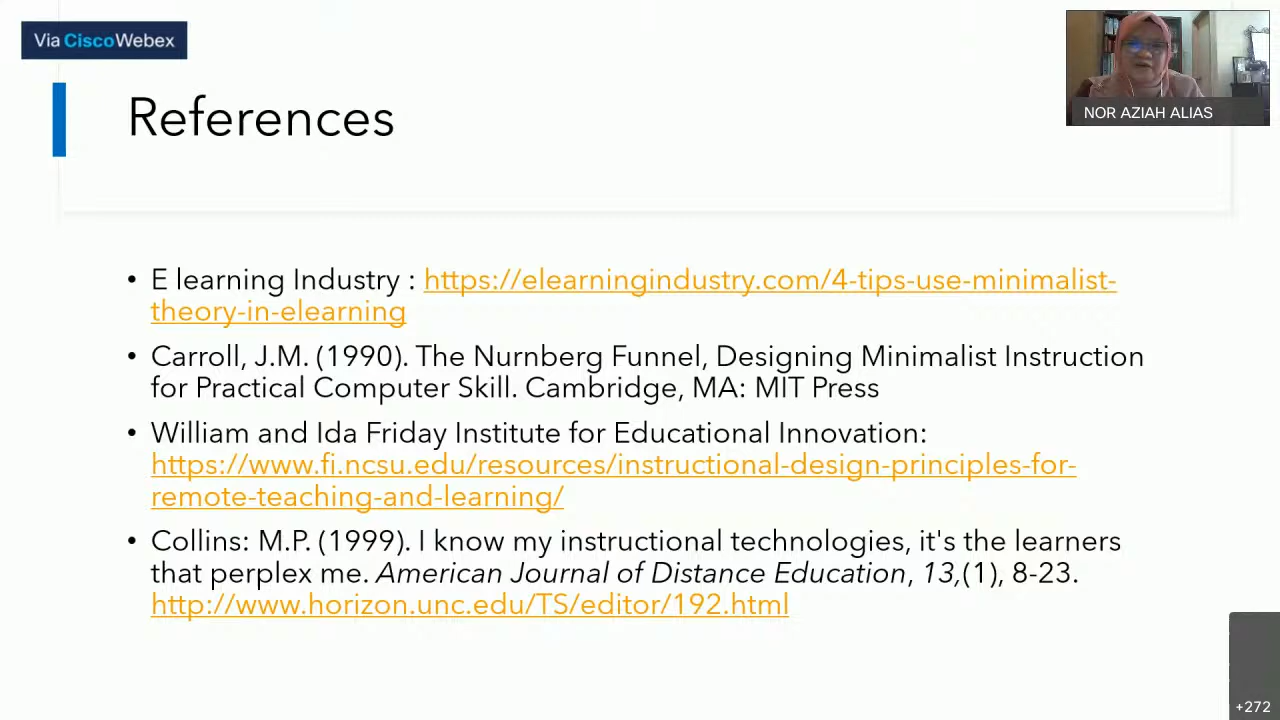 Via CiscoWebex
NOR AZIAH ALIAS
References
• E learning Industry : https://elearningindustry.com/4-tips-use-minimalist-
theory-in-elearning
• Carroll, J.M. (1990). The Nurnberg Funnel, Designing Minimalist Instruction
for Practical Computer Skill. Cambridge, MA: MIT Press
• William and Ida Friday Institute for Educational Innovation:
https://www.fi.ncsu.edu/resources/instructional-design-principles-for-
remote-teaching-and-learning/
• Collins: M.P. (1999). I know my instructional technologies, it's the learners
that perplex me. American Journal of Distance Education, 13,(1), 8-23.
http://www.horizon.unc.edu/TS/editor/192.html
+272